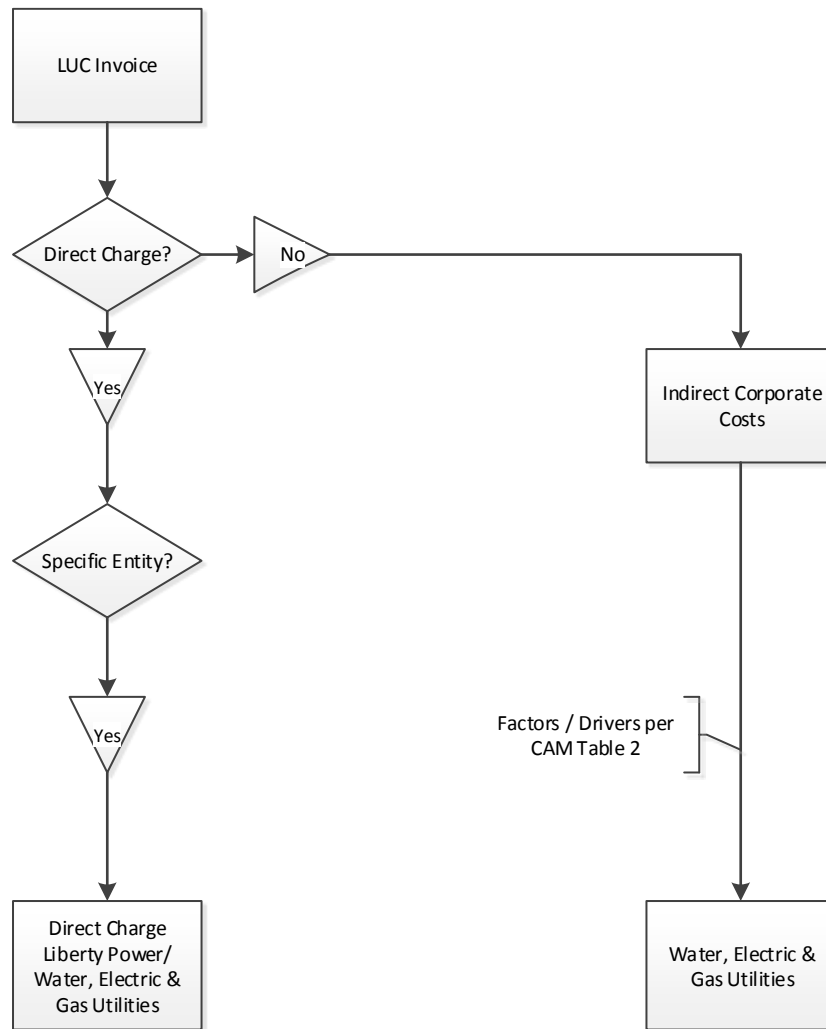 LUC Invoice
Direct Charge?
No
Yes
Indirect Corporate
Costs
Specific Entity?
Yes
Factors / Drivers per
CAM Table 2
Direct Charge
Liberty Power/
Water, Electric &
Gas Utilities
Water, Electric &
Gas Utilities